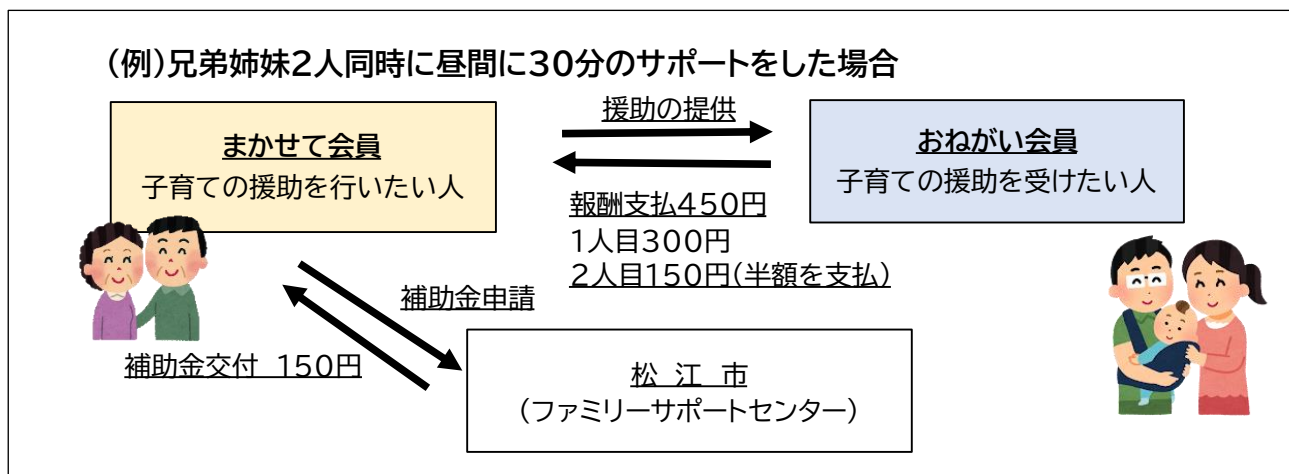 (例)兄弟姉妹2人同時に昼間に30分のサポートをした場合
まかせて会員
子育ての援助を行いたい人
援助の提供
おねがい会員
子育ての援助を受けたい人
報酬支払450円
1人目300円
2人目150円(半額を支払)
補助金申請
補助金交付 150円
松 江 市
(ファミリーサポートセンター)